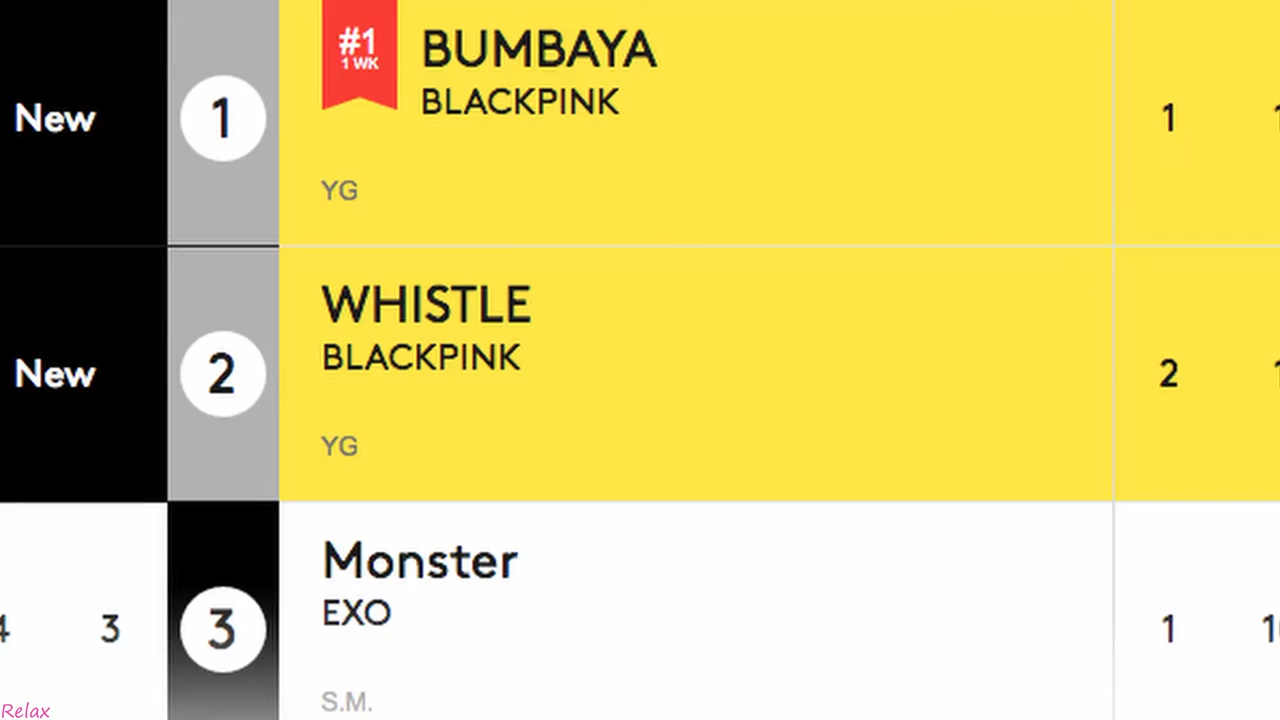 New
1
#1
1 WK
BUMBAYA
BLACKPINK
YG
1
New
2
WHISTLE
BLACKPINK
YG
2
4
3
3
Monster
EXO
S.M.
1
Relax